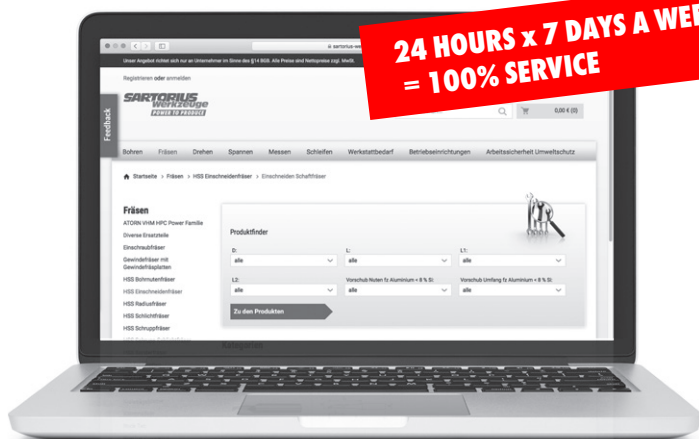 24 HOURS x 7 DAYS A WEE
= 100% SERVICE
Unser Angebot richtet sich nur an Unternehmer im Sinne des §14 BGB. Alle Preise sind Nettopreise zzgl. MwSt.
Registrieren oder anmelden
SARTORIUS
Werkzeuge
POWER TO PRODUCE
Feedback
0,00 € (0)
Bohren Fräsen Drehen Spannen Messen Schleifen Werkstattbedarf Betriebseinrichtungen Arbeitssicherheit Umweltschutz
Startseite > Fräsen > HSS Einschneidenfräser > Einschneiden Schaftfräser
Fräsen
ATORN VHM HPC Power Familie
Diverse Ersatzteile
Einschraubfräser
Gewindefräser mit
Gewindefräsplatten
HSS Bohrnutenfräser
HSS Einschneidenfräser
HSS Radiusfräser
HSS Schlichtfräser
HSS Schruppfräser
Produktfinder
D: L: L1:
alle alle alle
L2: Vorschub Nuten fz Aluminium < 8 % Si: Vorschub Umfang fz Aluminium < 8 % Si:
alle alle alle
Zu den Produkten
Kategorien